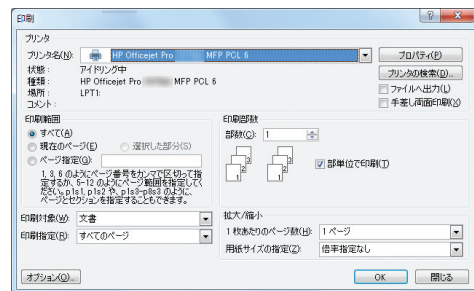 印刷
プリンタ
プリンタ名(N):
HP Officejet Pro MFP PCL 6
プロパティ(P)
状態:
アイドリング中
種類:
HP Officejet Pro MFP PCL 6
場所:
LPT1:
コメント:
プリンタの検索(D)...
ファイルへ出力(L)
手差し両面印刷(X)
印刷範囲
すべて(A)
現在のページ(E)
選択した部分(S)
ページ指定(G):
1,3,6 のようにページ番号をカンマで区切って指
定するか、5-12 のようにページ範囲を指定してく
ださい。p1s1, p1s2 や、p1s3-p8s3 のように、
ページとセクションを指定することもできます。
印刷部数
部数(C):
1
1
2
3
1
2
3
部単位で印刷(T)
印刷対象(W):
文書
印刷指定(R):
すべてのページ
拡大/縮小
1 枚あたりのページ数(H):
1 ページ
用紙サイズの指定(Z):
倍率指定なし
オプション(O)...
OK
閉じる